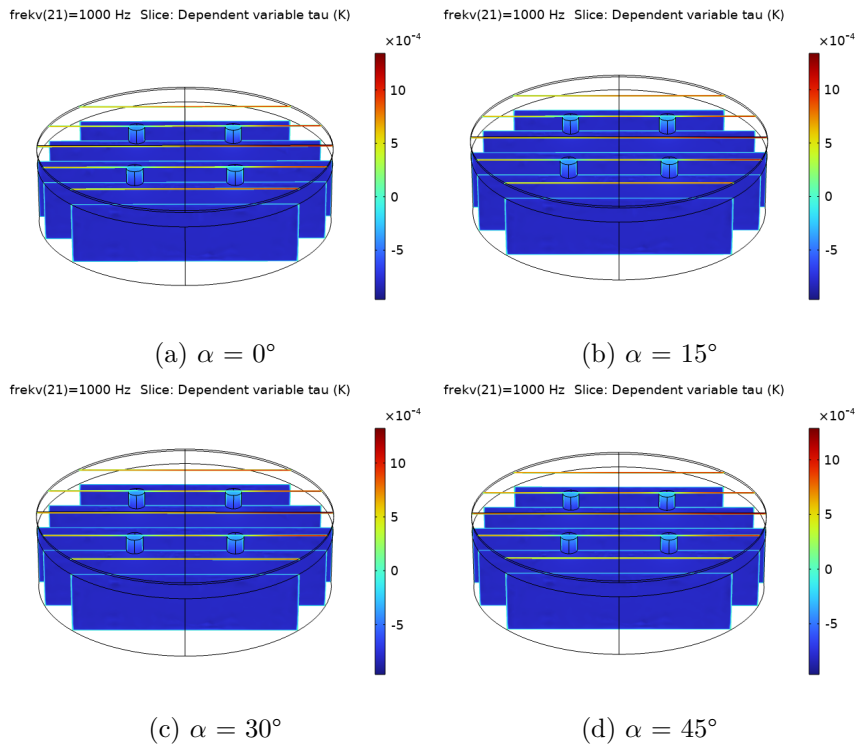 frekv(21)=1000 Hz Slice: Dependent variable tau (K)
×10⁻⁴
10
5
0
-5
(a) α = 0°
frekv(21)=1000 Hz Slice: Dependent variable tau (K)
×10⁻⁴
10
5
0
-5
(b) α = 15°
frekv(21)=1000 Hz Slice: Dependent variable tau (K)
×10⁻⁴
10
5
0
-5
(c) α = 30°
frekv(21)=1000 Hz Slice: Dependent variable tau (K)
×10⁻⁴
10
5
0
-5
(d) α = 45°